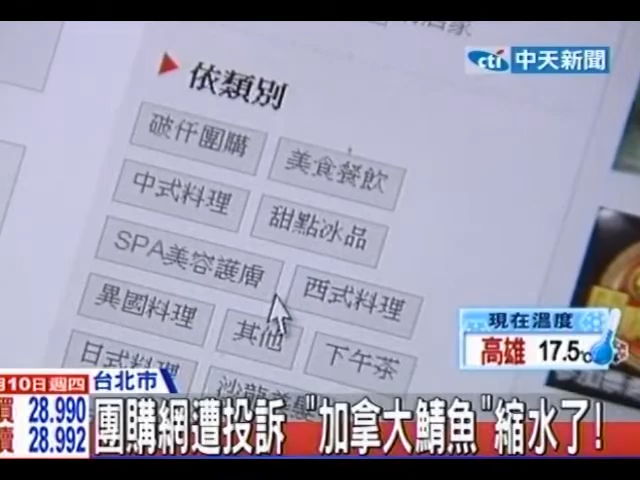 cti 中天新聞
依類別
破仟團購
美食餐飲
中式料理
甜點冰品
SPA美容護膚
西式料理
異國料理
其他
下午茶
日式料理
現在溫度
高雄 17.5℃
月10日週四
台北市
28.990
28.992
團購網遭投訴 "加拿大鯖魚"縮水了!